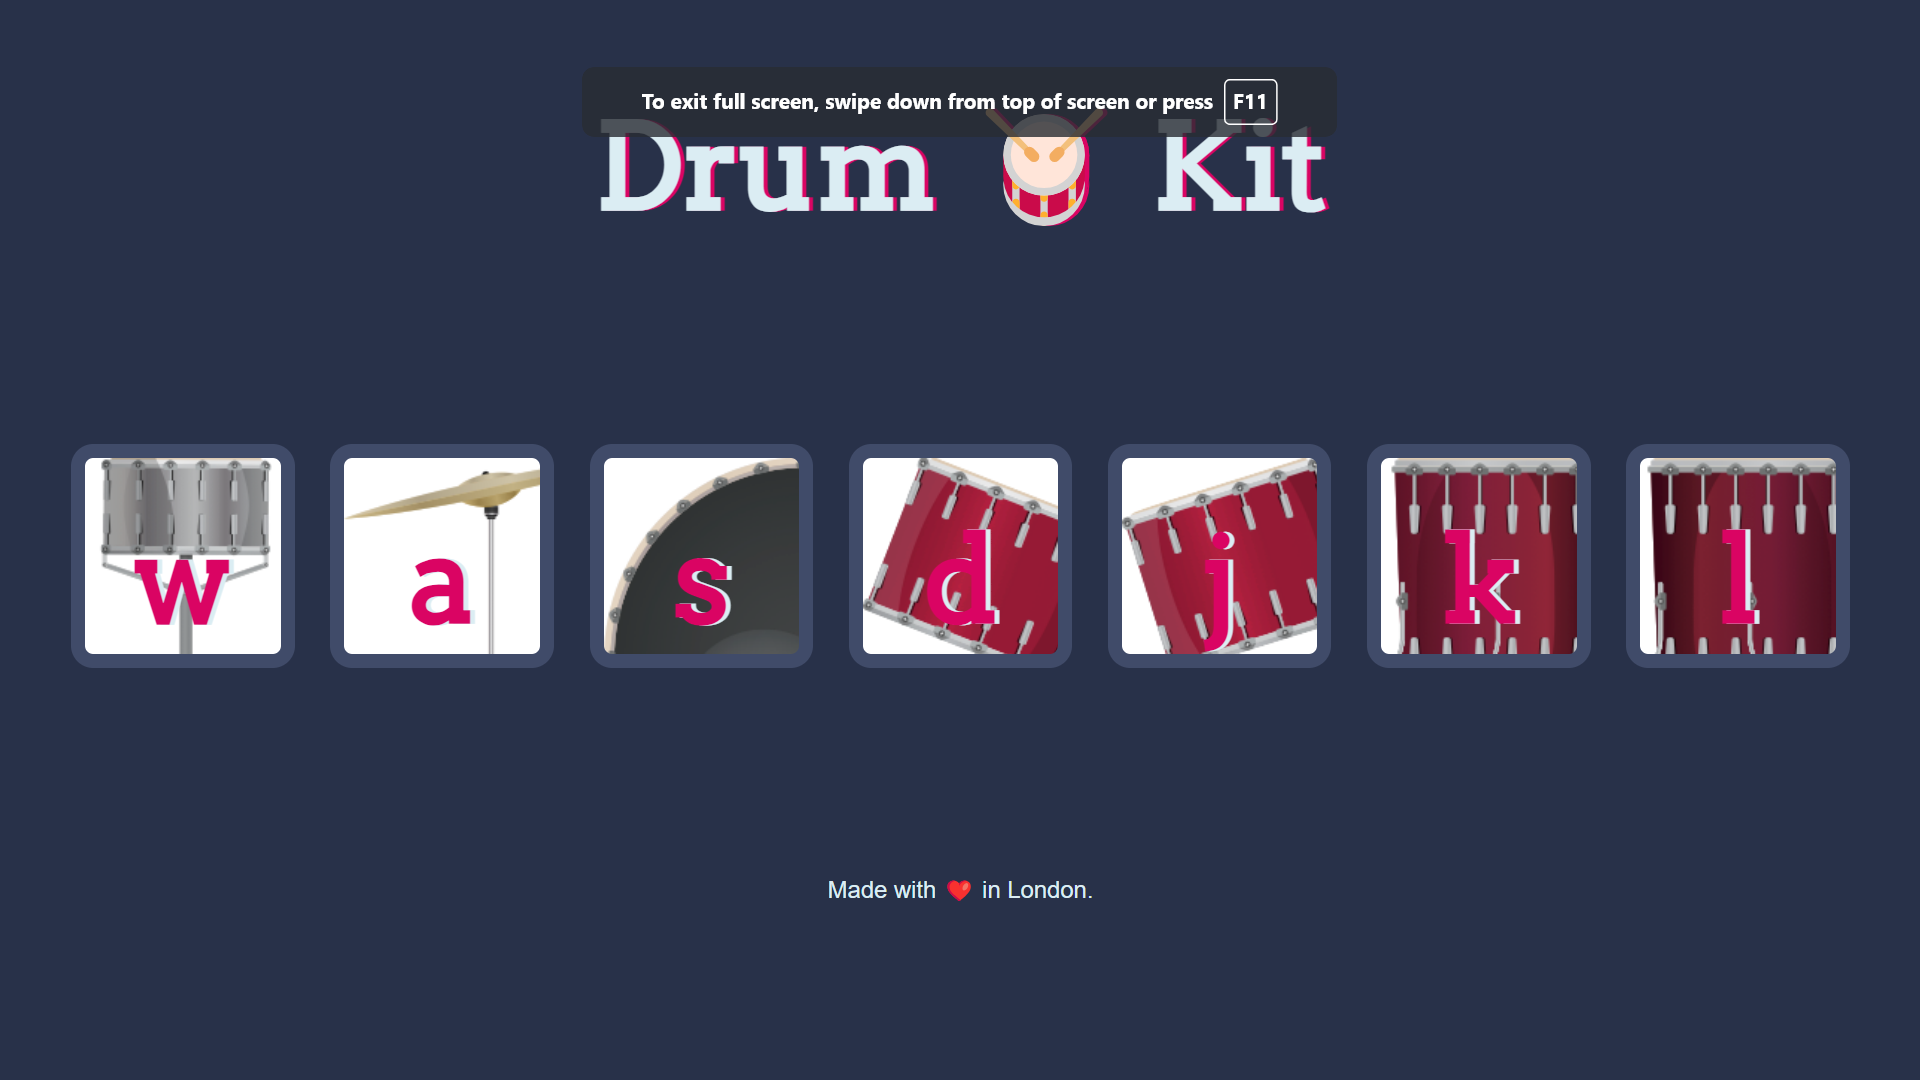 To exit full screen, swipe down from top of screen or press F11
Drum 🥁 Kit
w a s d j k l
Made with ❤️ in London.